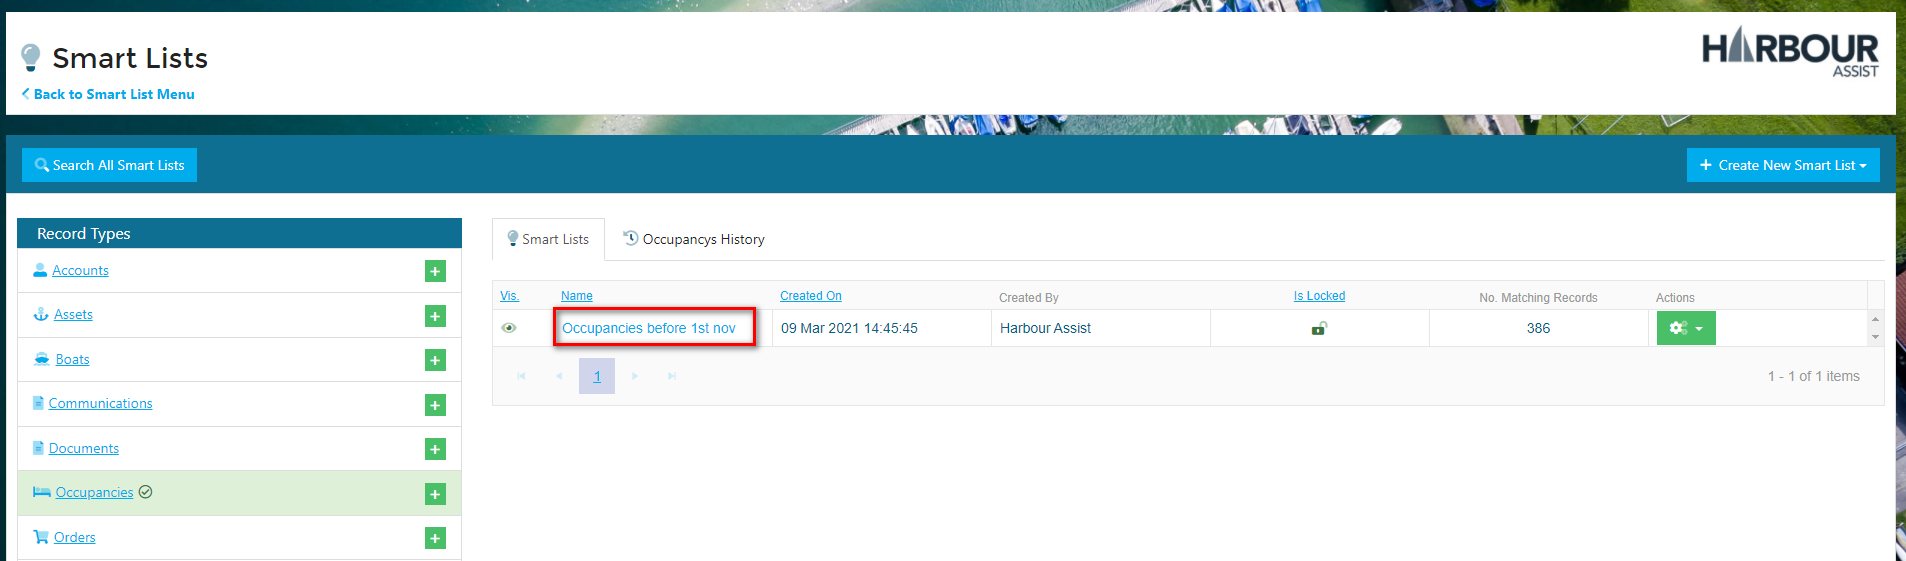 Smart Lists
HARBOUR
ASSIST
Back to Smart List Menu
Search All Smart Lists
Create New Smart List
Record Types
Accounts
Assets
Boats
Communications
Documents
Occupancies
Orders
Smart Lists
Occupancys History
Vis. Name Created On Created By Is Locked No. Matching Records Actions
Occupancies before 1st nov 09 Mar 2021 14:45:45 Harbour Assist 386
1
1 - 1 of 1 items